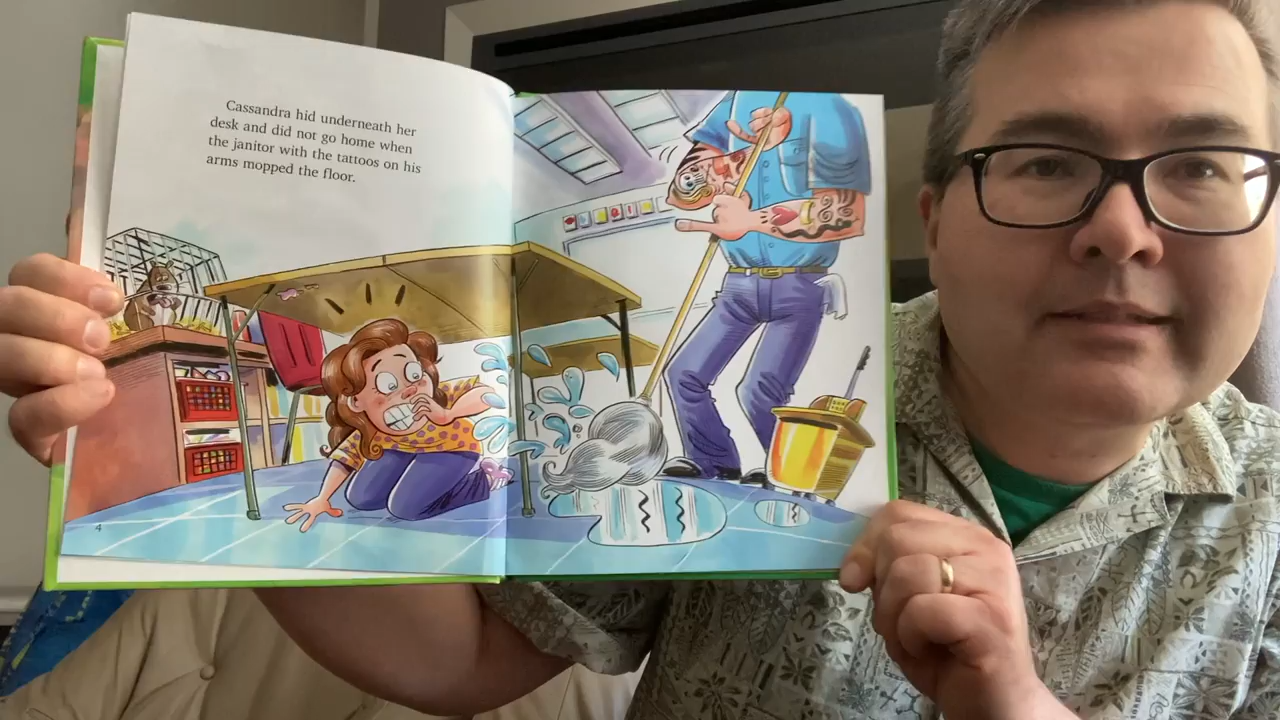 Cassandra hid underneath her
desk and did not go home when
the janitor with the tattoos on his
arms mopped the floor.
4